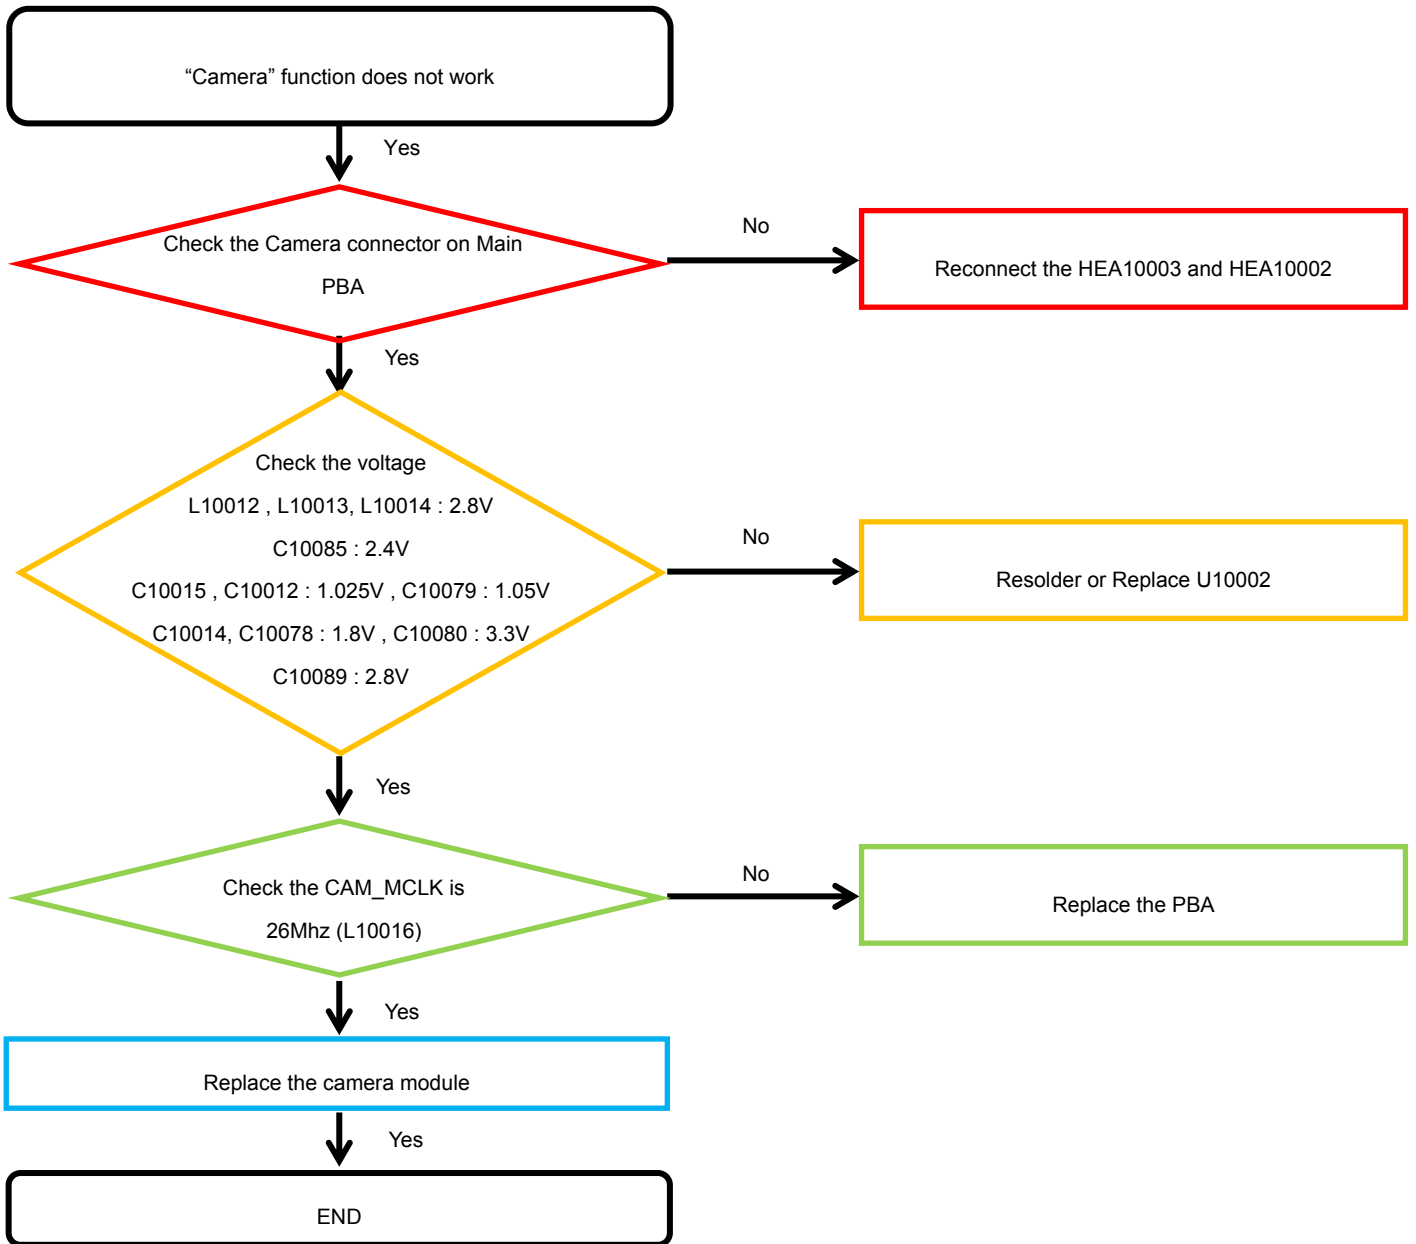 “Camera” function does not work
Yes
Check the Camera connector on Main
PBA
No
Reconnect the HEA10003 and HEA10002
Yes
Check the voltage
L10012 , L10013, L10014 : 2.8V
C10085 : 2.4V
C10015 , C10012 : 1.025V , C10079 : 1.05V
C10014, C10078 : 1.8V , C10080 : 3.3V
C10089 : 2.8V
No
Resolder or Replace U10002
Yes
Check the CAM_MCLK is
26Mhz (L10016)
No
Replace the PBA
Yes
Replace the camera module
Yes
END